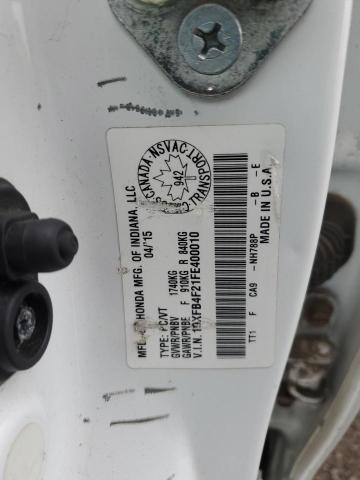 MFD. BY HONDA MFG. OF INDIANA, LLC
04/15
TYPE: PC/VT
GVWR/PNBV 1740KG
GAWR/PNBE F 910KG R 840KG
V.I.N.: 19XFB4F21FE400010
CANADA-NSVAC
942
TRANSPORT
TT1 F CA9 -NH788P -B -E
MADE IN U.S.A.